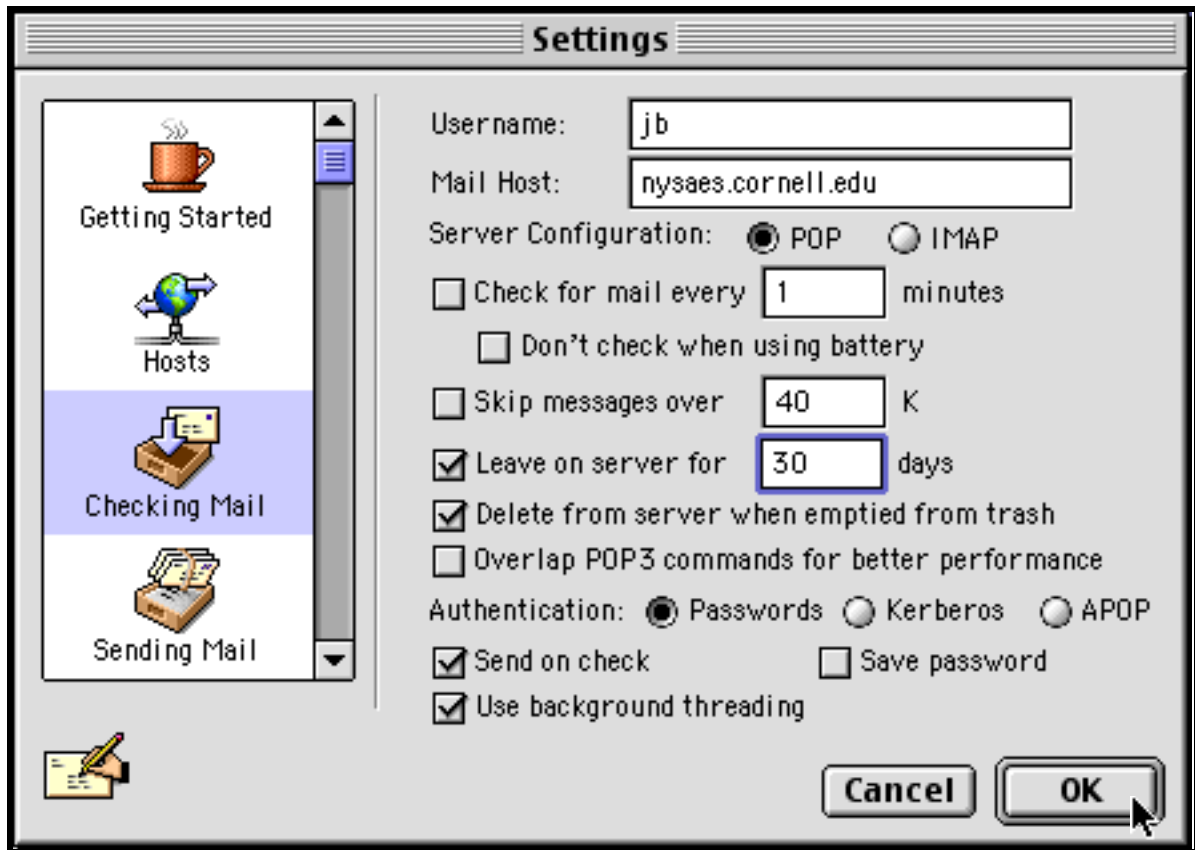 Settings
Getting Started
Hosts
Checking Mail
Sending Mail
Username: jb
Mail Host: nysaes.cornell.edu
Server Configuration: POP IMAP
Check for mail every 1 minutes
Don't check when using battery
Skip messages over 40 K
Leave on server for 30 days
Delete from server when emptied from trash
Overlap POP3 commands for better performance
Authentication: Passwords Kerberos APOP
Send on check Save password
Use background threading
Cancel OK